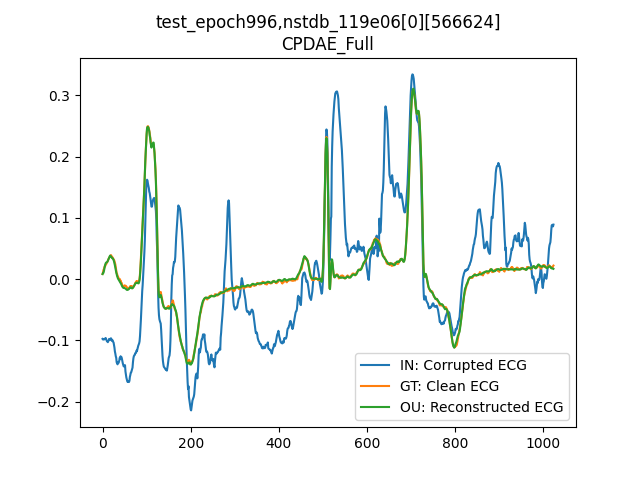 test_epoch996,nstdb_119e06[0][566624]
CPDAE_Full
0.3
0.2
0.1
0.0
−0.1
−0.2
0
200
400
600
800
1000
IN: Corrupted ECG
GT: Clean ECG
OU: Reconstructed ECG